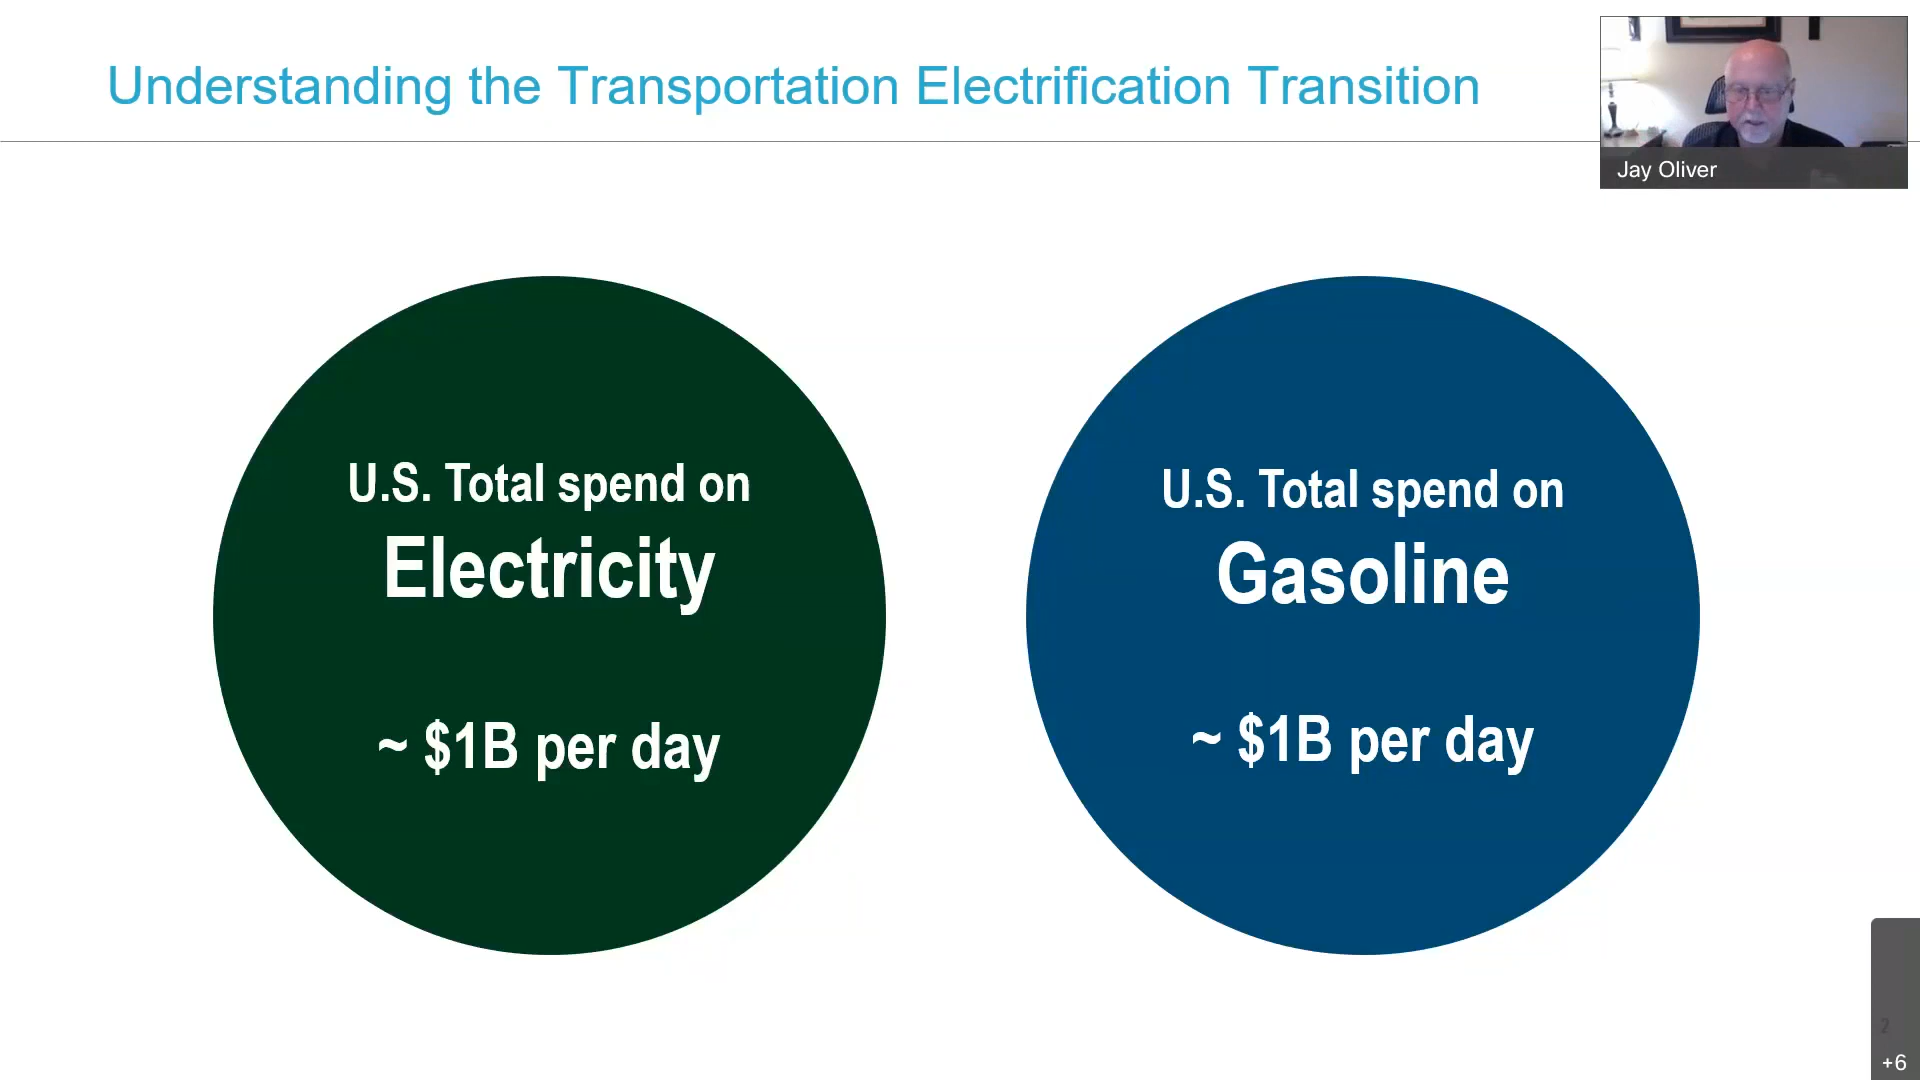 Understanding the Transportation Electrification Transition
Jay Oliver
U.S. Total spend on
Electricity
~ $1B per day
U.S. Total spend on
Gasoline
~ $1B per day
2
+6